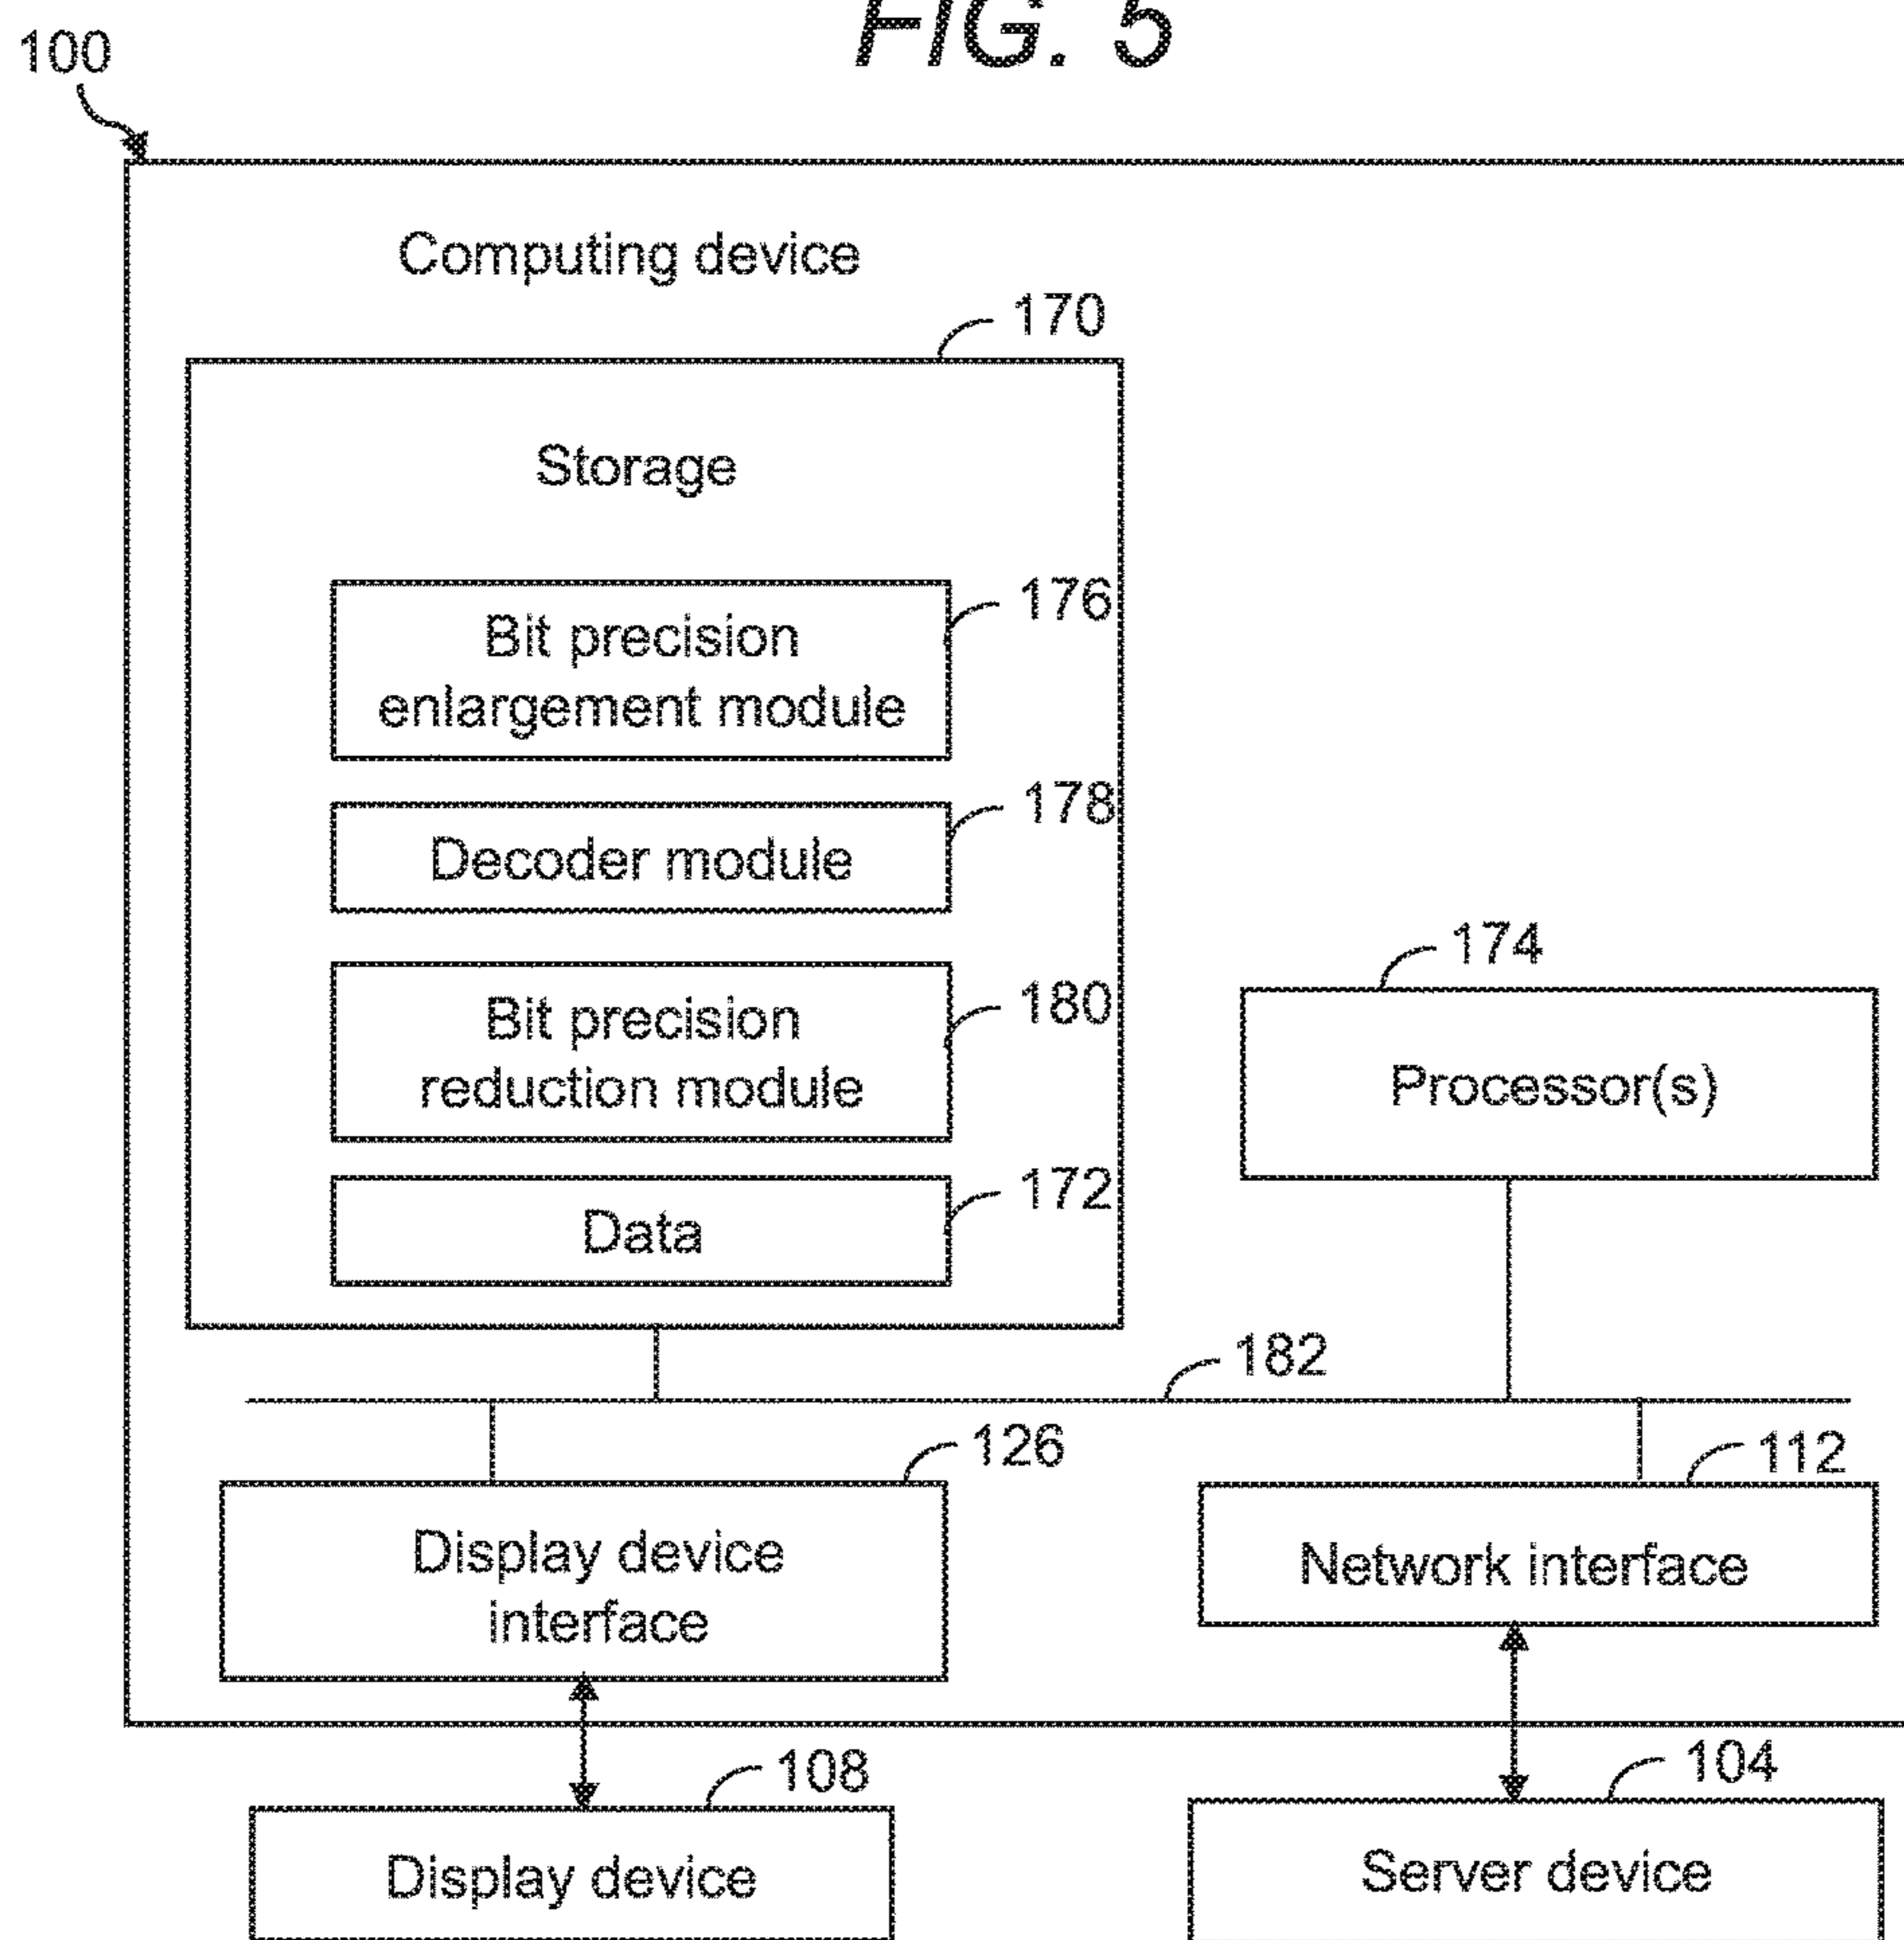 FIG. 5
100
Computing device
170
Storage
176
Bit precision
enlargement module
178
Decoder module
180
Bit precision
reduction module
172
Data
174
Processor(s)
182
126
Display device
interface
112
Network interface
108
Display device
104
Server device